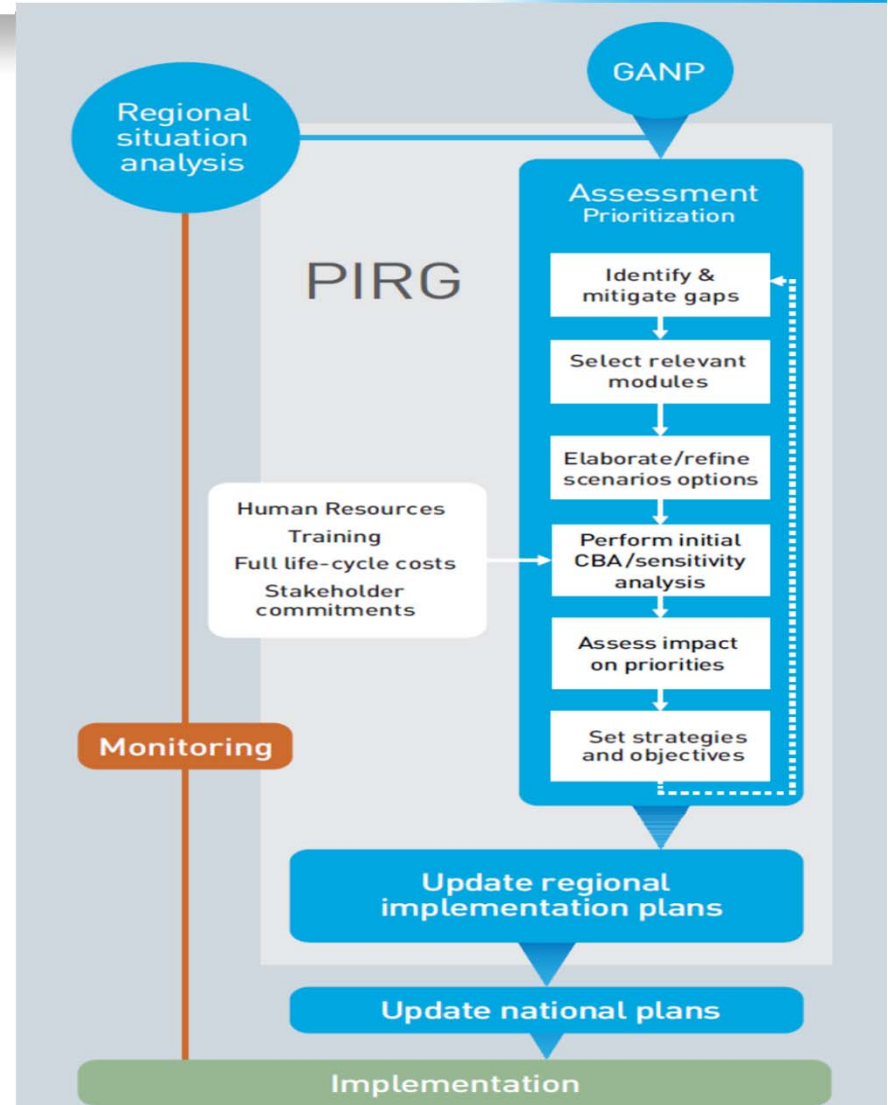 GANP
Regional
situation
analysis
Assessment
Prioritization
PIRG
Identify &
mitigate gaps
Select relevant
modules
Elaborate/refine
scenarios options
Human Resources
Training
Full life-cycle costs
Stakeholder
commitments
Perform initial
CBA/sensitivity
analysis
Assess impact
on priorities
Set strategies
and objectives
Monitoring
Update regional
implementation plans
Update national plans
Implementation